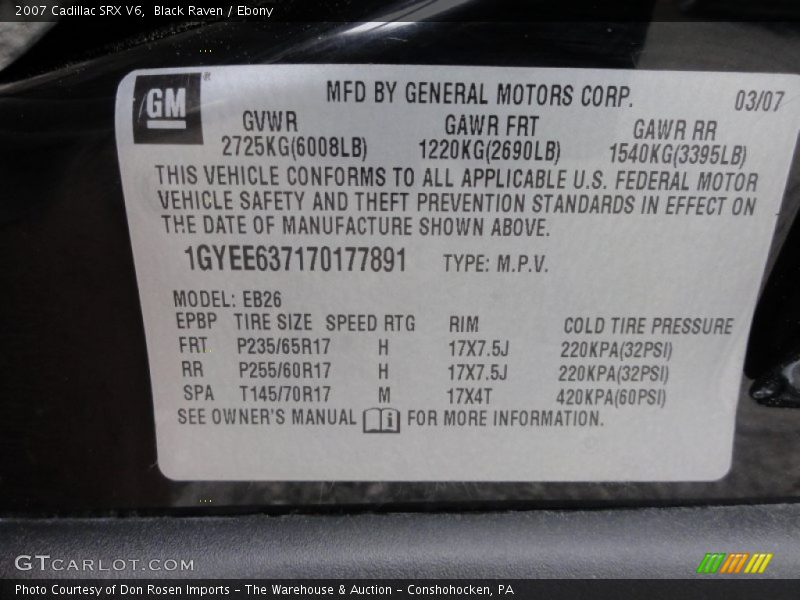 2007 Cadillac SRX V6, Black Raven / Ebony
GM
MFD BY GENERAL MOTORS CORP. 03/07
GVWR GAWR FRT GAWR RR
2725KG(6008LB) 1220KG(2690LB) 1540KG(3395LB)
THIS VEHICLE CONFORMS TO ALL APPLICABLE U.S. FEDERAL MOTOR
VEHICLE SAFETY AND THEFT PREVENTION STANDARDS IN EFFECT ON
THE DATE OF MANUFACTURE SHOWN ABOVE.
1GYEE637170177891 TYPE: M.P.V.
MODEL: EB26
EPBP TIRE SIZE SPEED RTG RIM COLD TIRE PRESSURE
FRT P235/65R17 H 17X7.5J 220KPA(32PSI)
RR P255/60R17 H 17X7.5J 220KPA(32PSI)
SPA T145/70R17 M 17X4T 420KPA(60PSI)
SEE OWNER'S MANUAL i FOR MORE INFORMATION.
GTCARLOT.COM
Photo Courtesy of Don Rosen Imports - The Warehouse & Auction - Conshohocken, PA